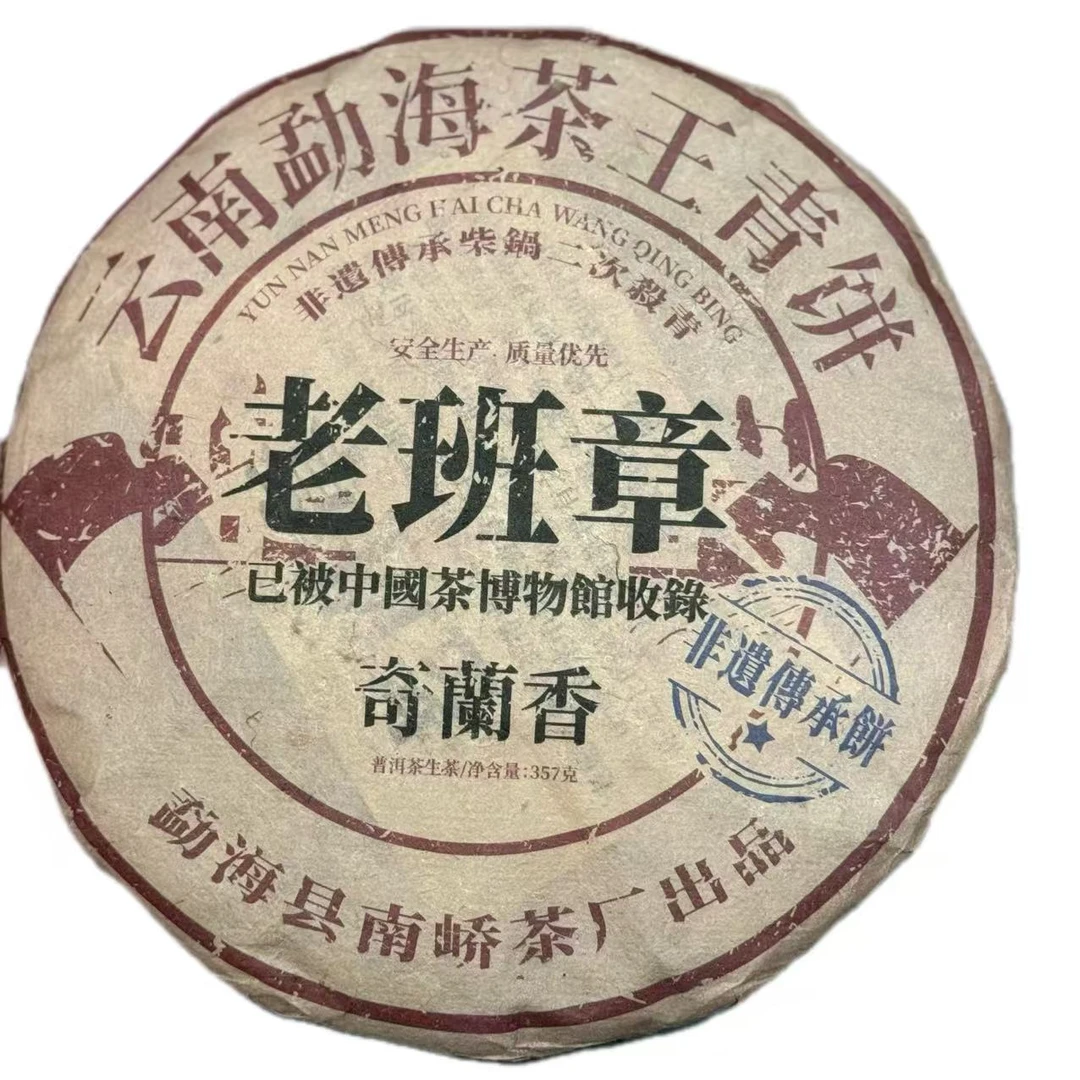 云南勐海茶王青饼
YUN NAN MENG HAI CHA WANG QING BING
非遺傳承柴鍋二次殺青
安全生产 质量优先
老班章
已被中國茶博物館收錄
奇蘭香
非遺傳承餅
普洱茶生茶/净含量:357克
勐海县南峤茶厂出品